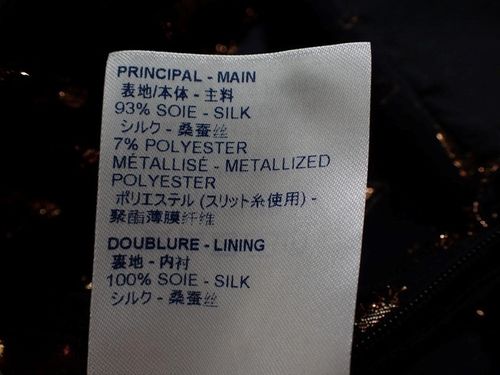 PRINCIPAL - MAIN
表地/本体 - 主料
93% SOIE - SILK
シルク - 桑蚕丝
7% POLYESTER
MÉTALLISÉ - METALLIZED
POLYESTER
ポリエステル (スリット糸使用) -
聚酯薄膜纤维
DOUBLURE - LINING
裏地 - 内衬
100% SOIE - SILK
シルク - 桑蚕丝